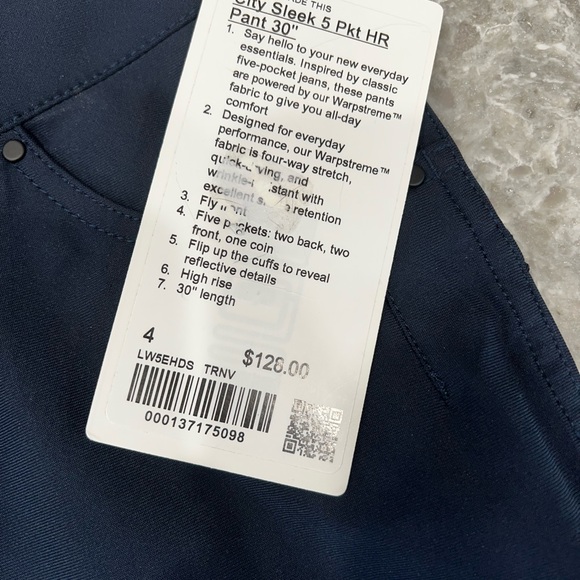 DE THIS
City Sleek 5 Pkt HR
Pant 30"
1. Say hello to your new everyday
essentials. Inspired by classic
five-pocket jeans, these pants
are powered by our Warpstreme™
fabric to give you all-day
comfort
2. Designed for everyday
performance, our Warpstreme™
fabric is four-way stretch,
quick-drying, and
wrinkle-resistant with
excellent shape retention
3. Fly front
4. Five pockets: two back, two
front, one coin
5. Flip up the cuffs to reveal
reflective details
6. High rise
7. 30" length
4
$128.00
LW5EHDS TRNV
000137175098